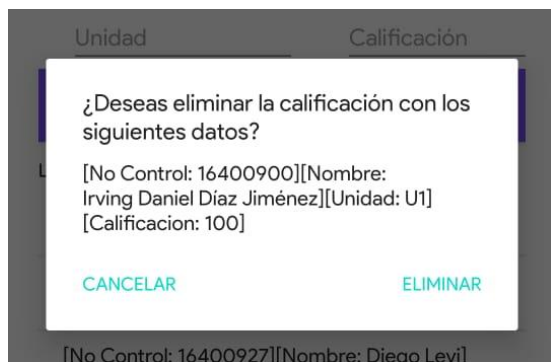 Unidad Calificación
¿Deseas eliminar la calificación con los
siguientes datos?
L
[No Control: 16400900][Nombre:
Irving Daniel Díaz Jiménez][Unidad: U1]
[Calificacion: 100]
CANCELAR ELIMINAR
[No Control: 16400927][Nombre: Diego Levi]